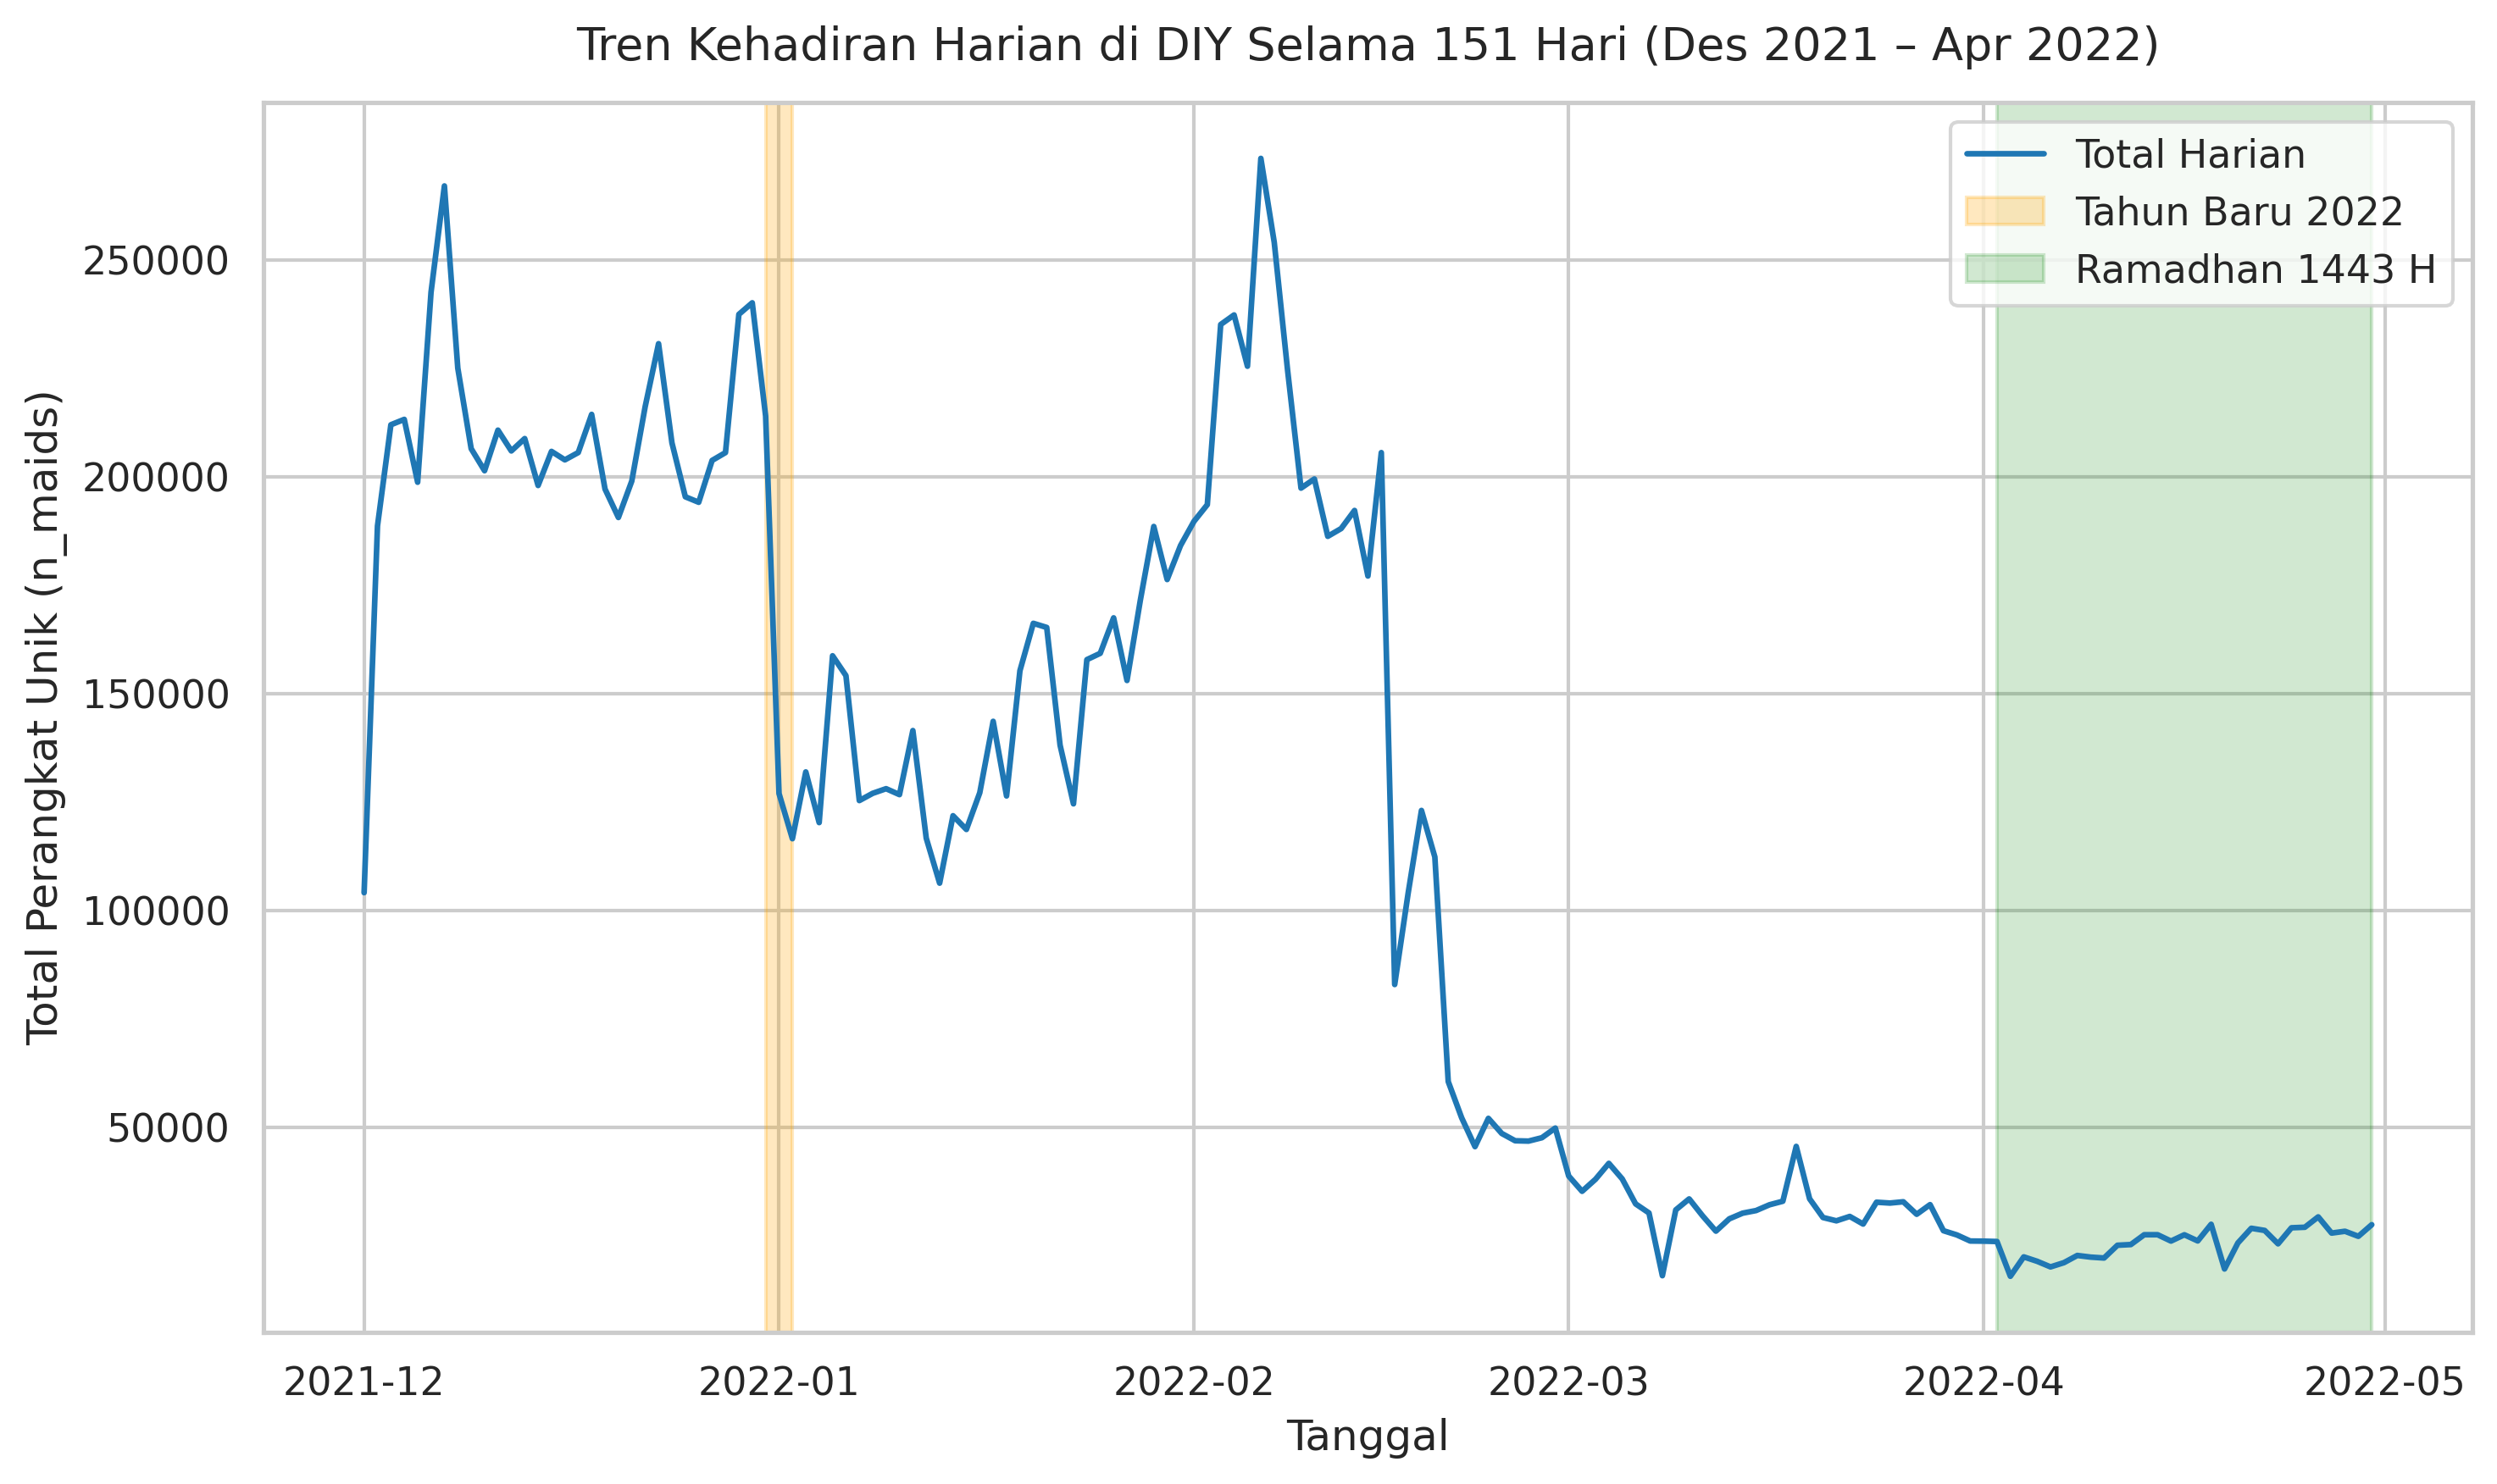 Tren Kehadiran Harian di DIY Selama 151 Hari (Des 2021 – Apr 2022)
Total Harian
Tahun Baru 2022
Ramadhan 1443 H
Total Perangkat Unik (n_maids)
250000
200000
150000
100000
50000
2021-12
2022-01
2022-02
2022-03
2022-04
2022-05
Tanggal